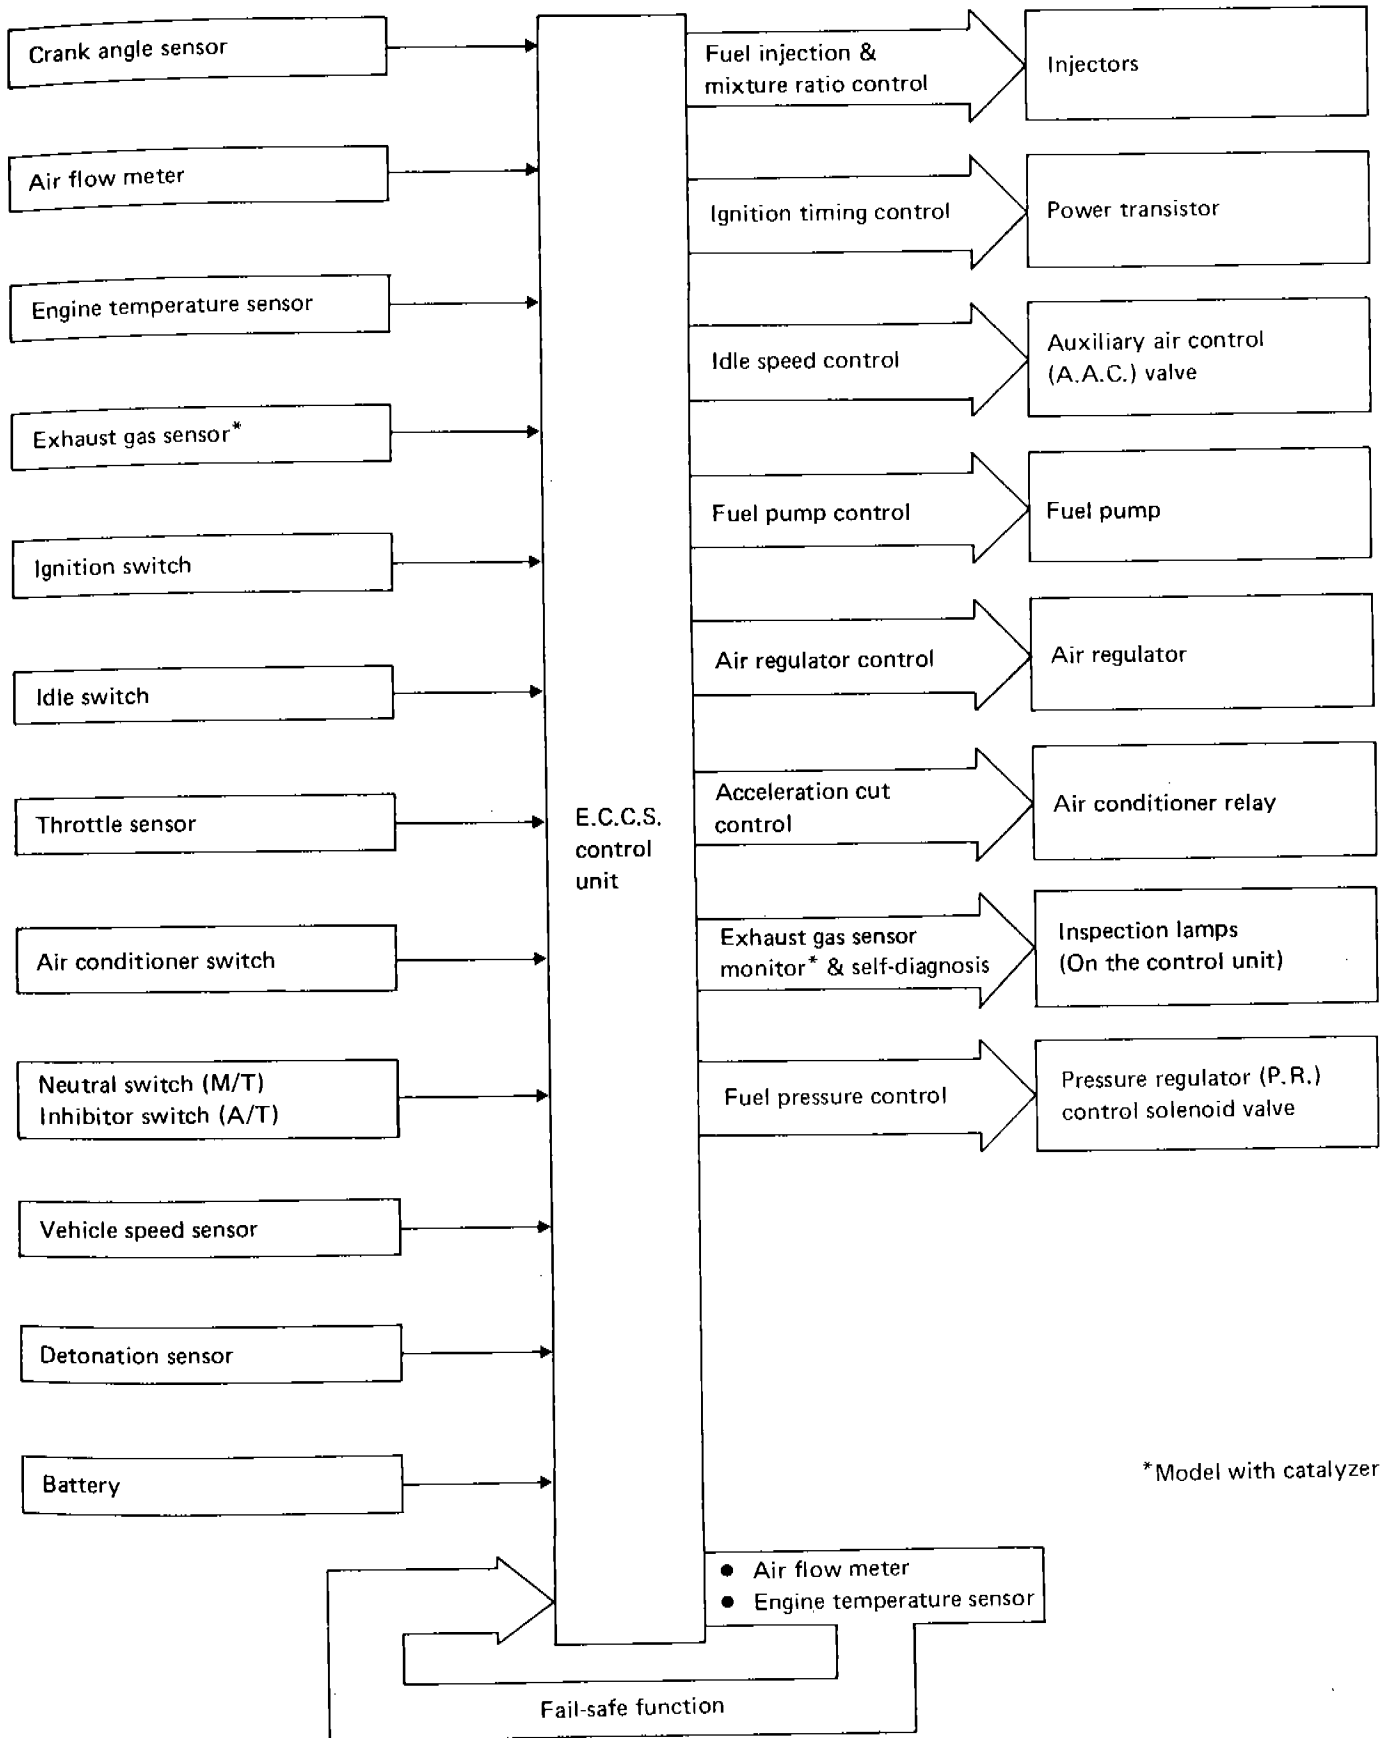 Crank angle sensor
Air flow meter
Engine temperature sensor
Exhaust gas sensor*
Ignition switch
Idle switch
Throttle sensor
Air conditioner switch
Neutral switch (M/T)
Inhibitor switch (A/T)
Vehicle speed sensor
Detonation sensor
Battery
E.C.C.S.
control
unit
Fuel injection &
mixture ratio control
Injectors
Ignition timing control
Power transistor
Idle speed control
Auxiliary air control
(A.A.C.) valve
Fuel pump control
Fuel pump
Air regulator control
Air regulator
Acceleration cut
control
Air conditioner relay
Exhaust gas sensor
monitor* & self-diagnosis
Inspection lamps
(On the control unit)
Fuel pressure control
Pressure regulator (P.R.)
control solenoid valve
*Model with catalyzer
● Air flow meter
● Engine temperature sensor
Fail-safe function